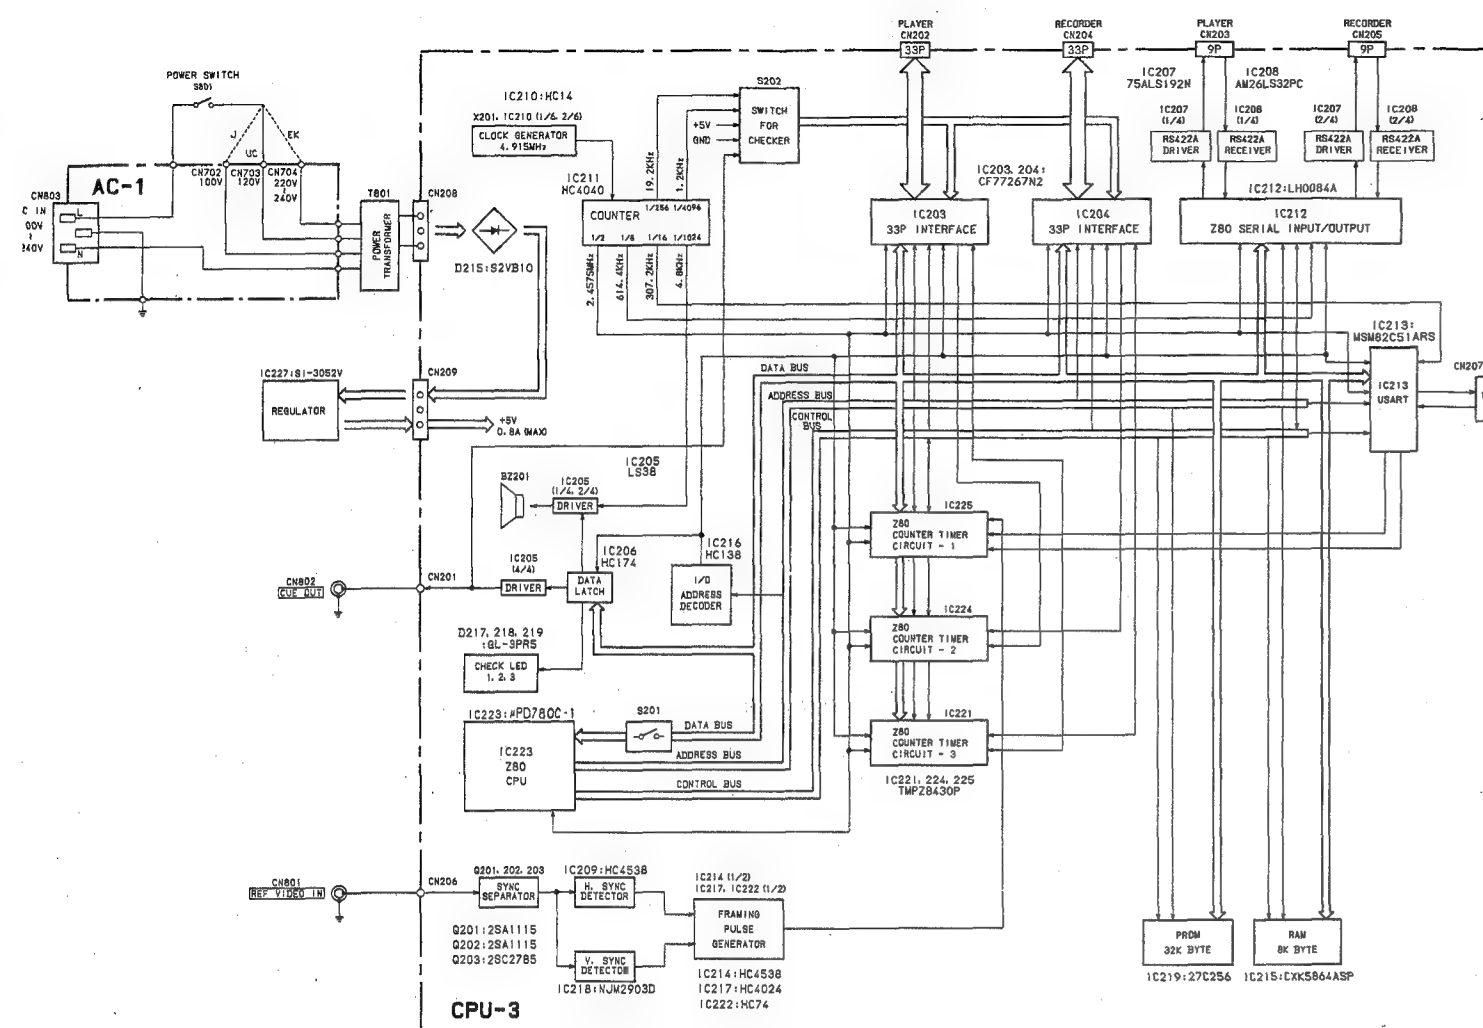 PLAYER
CN202
33P
RECORDER
CN204
33P
PLAYER
CN203
9P
RECORDER
CN205
9P
POWER SWITCH
S801
J
UC
EK
CN702
100V
CN703
120V
CN704
220V
~
240V
AC-1
CN803
C IN
00V
~
240V
L
N
T801
POWER
TRANSFORMER
CN208
D215:S2VB10
IC210:HC14
X201, IC210 (1/6, 2/6)
CLOCK GENERATOR
4.915MHz
IC211
HC4040
COUNTER
1/256
1/4096
1/2
1/8
1/16
1/1024
19.2KHz
1.2KHz
2.4575MHz
614.4KHz
307.2KHz
4.8KHz
S202
SWITCH
FOR
CHECKER
+5V
GND
IC207
75ALS192N
IC208
AM26LS32PC
IC207
(1/4)
RS422A
DRIVER
IC208
(1/4)
RS422A
RECEIVER
IC207
(2/4)
RS422A
DRIVER
IC208
(2/4)
RS422A
RECEIVER
IC203, 204:
CF77267N2
IC212:LH0084A
IC203
33P INTERFACE
IC204
33P INTERFACE
IC212
Z80 SERIAL INPUT/OUTPUT
IC213:
MSM82C51ARS
IC213
USART
CN207
IC227:SI-3052V
REGULATOR
CN209
+5V
0.8A (MAX)
DATA BUS
ADDRESS BUS
CONTROL
BUS
BZ201
IC205
(1/4, 2/4)
DRIVER
IC205
LS38
IC225
Z80
COUNTER TIMER
CIRCUIT - 1
IC206
HC174
IC216
HC138
IC205
(4/4)
DRIVER
DATA
LATCH
I/O
ADDRESS
DECODER
CN802
CUE OUT
CN201
IC224
Z80
COUNTER TIMER
CIRCUIT - 2
D217, 218, 219
:GL-3PR5
CHECK LED
1, 2, 3
IC223:μPD780C-1
IC223
Z80
CPU
S201
DATA BUS
ADDRESS BUS
CONTROL BUS
IC221
Z80
COUNTER TIMER
CIRCUIT - 3
IC221, 224, 225
TMPZ8430P
CN801
REF VIDEO IN
CN206
Q201, 202, 203
SYNC
SEPARATOR
IC209:HC4538
H. SYNC
DETECTOR
V. SYNC
DETECTOR
IC218:NJM2903D
IC214 (1/2)
IC217, IC222 (1/2)
FRAMING
PULSE
GENERATOR
Q201:2SA1115
Q202:2SA1115
Q203:2SC2785
IC214:HC4538
IC217:HC4024
IC222:HC74
CPU-3
PROM
32K BYTE
IC219:27C256
RAM
8K BYTE
IC215:CXK5864ASP